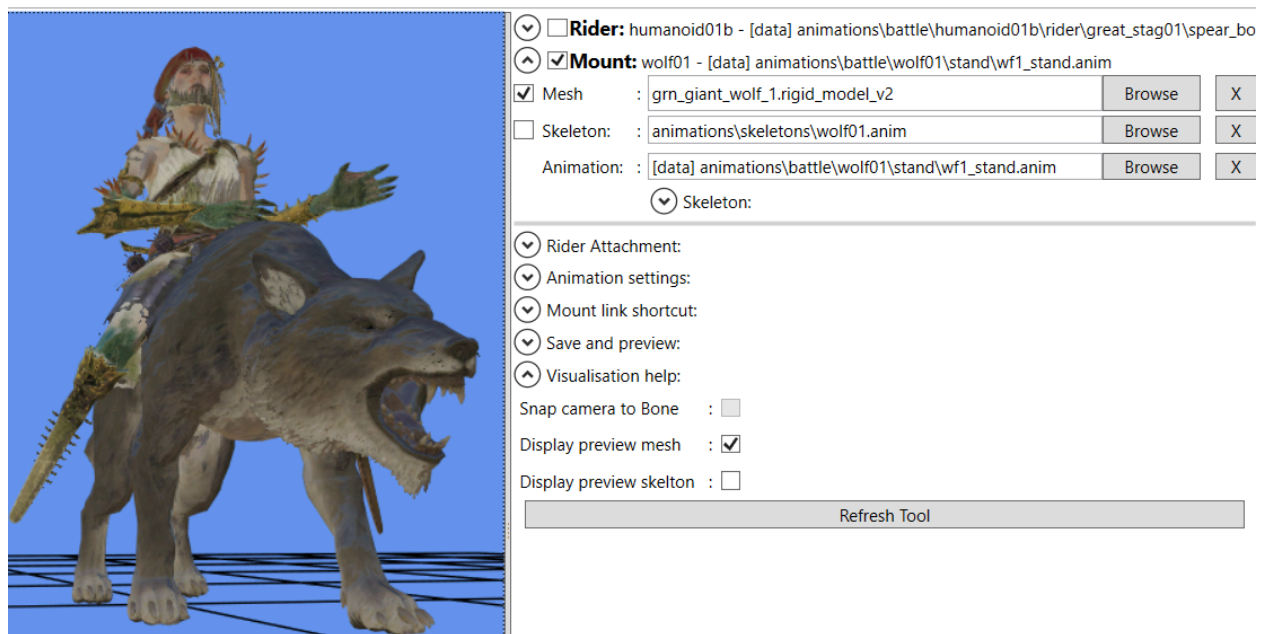 Rider: humanoid01b - [data] animations\battle\humanoid01b\rider\great_stag01\spear_bo
Mount: wolf01 - [data] animations\battle\wolf01\stand\wf1_stand.anim
Mesh : grn_giant_wolf_1.rigid_model_v2 Browse X
Skeleton: : animations\skeletons\wolf01.anim Browse X
Animation: : [data] animations\battle\wolf01\stand\wf1_stand.anim Browse X
Skeleton:
Rider Attachment:
Animation settings:
Mount link shortcut:
Save and preview:
Visualisation help:
Snap camera to Bone :
Display preview mesh :
Display preview skelton :
Refresh Tool